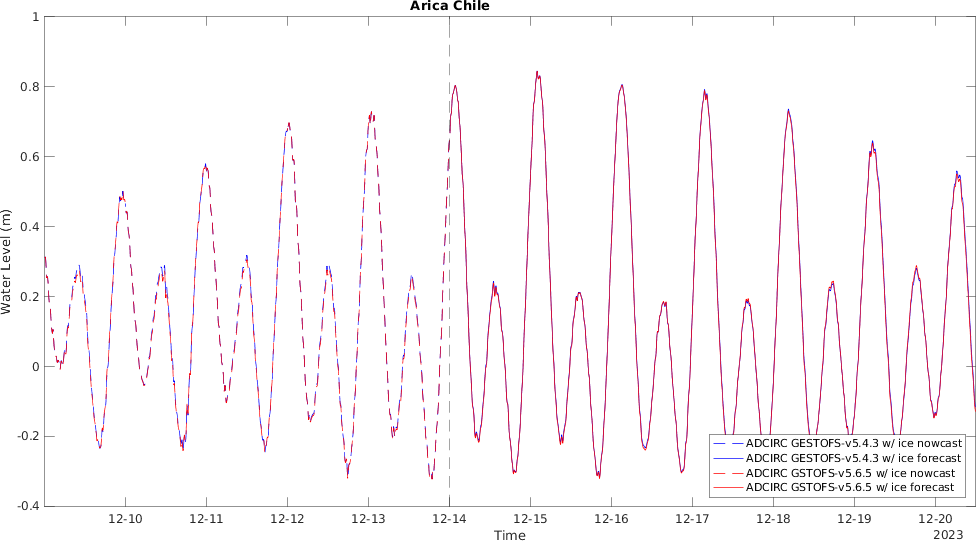 Arica Chile
1
0.8
0.6
0.4
0.2
0
-0.2
-0.4
Water Level (m)
12-10 12-11 12-12 12-13 12-14 12-15 12-16 12-17 12-18 12-19 12-20
Time
2023
ADCIRC GESTOFS-v5.4.3 w/ ice nowcast
ADCIRC GESTOFS-v5.4.3 w/ ice forecast
ADCIRC GSTOFS-v5.6.5 w/ ice nowcast
ADCIRC GSTOFS-v5.6.5 w/ ice forecast